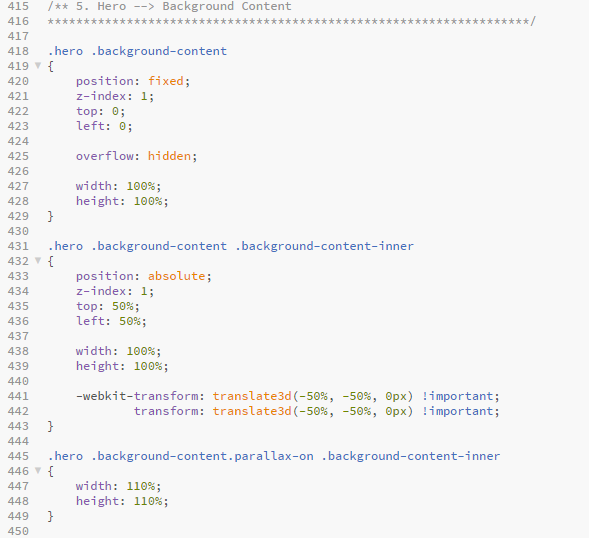 415 /** 5. Hero --> Background Content
416 *******************************************************************/
417
418 .hero .background-content
419 {
420     position: fixed;
421     z-index: 1;
422     top: 0;
423     left: 0;
424
425     overflow: hidden;
426
427     width: 100%;
428     height: 100%;
429 }
430
431 .hero .background-content .background-content-inner
432 {
433     position: absolute;
434     z-index: 1;
435     top: 50%;
436     left: 50%;
437
438     width: 100%;
439     height: 100%;
440
441     -webkit-transform: translate3d(-50%, -50%, 0px) !important;
442             transform: translate3d(-50%, -50%, 0px) !important;
443 }
444
445 .hero .background-content.parallax-on .background-content-inner
446 {
447     width: 110%;
448     height: 110%;
449 }
450